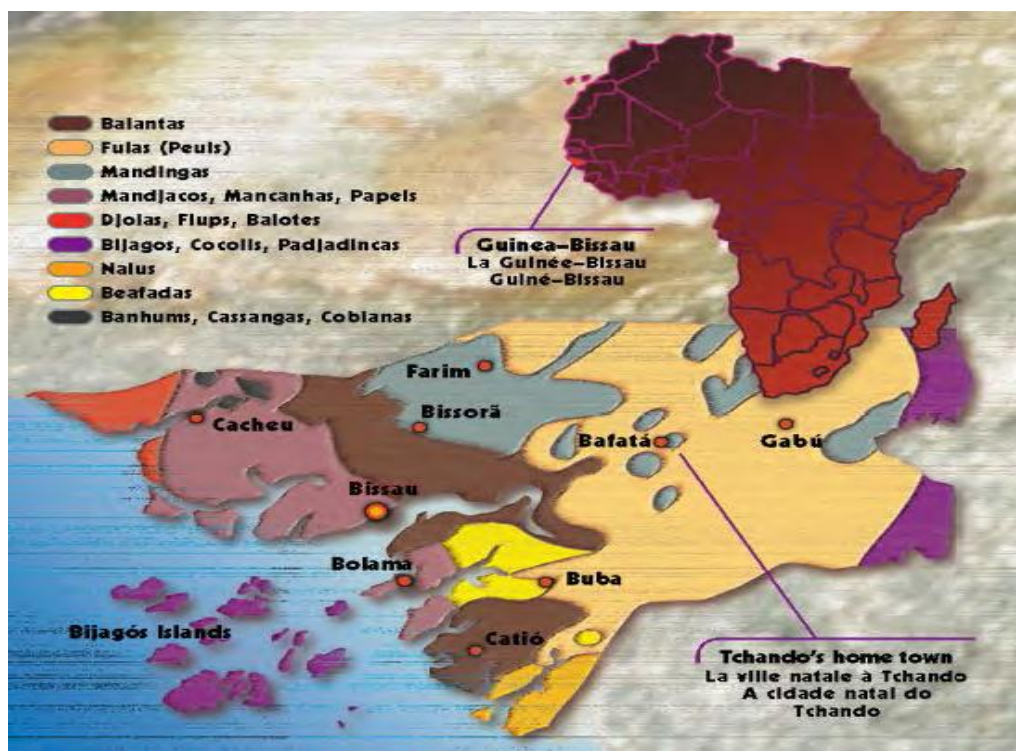 Balantas
Fulas (Peuls)
Mandingas
Mandjacos, Mancanhas, Papels
Djolas, Flups, Balotes
Bijagos, Cocolis, Padjadincas
Nalus
Beafadas
Banhums, Cassangas, Cobianas
Guinea-Bissau
La Guinée-Bissau
Guiné-Bissau
Farim
Cacheu
Bissorã
Bafatá
Gabú
Bissau
Bolama
Buba
Bijagós Islands
Catió
Tchando's home town
La ville natale à Tchando
A cidade natal do
Tchando